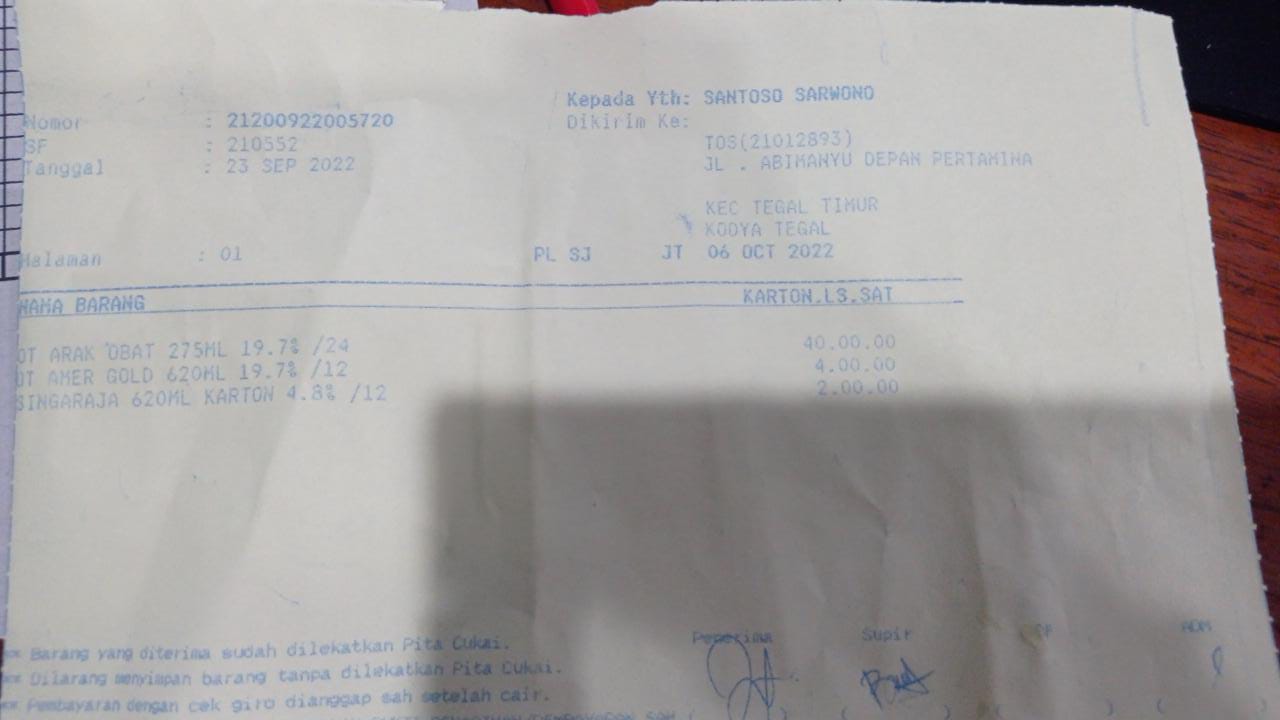 Kepada Yth: SANTOSO SARWONO
Nomor : 21200922005720
Dikirim Ke:
SF : 210552
TOS(21012893)
Tanggal : 23 SEP 2022
JL . ABIMANYU DEPAN PERTAMINA
KEC TEGAL TIMUR
KODYA TEGAL
Halaman : 01
PL SJ JT 06 OCT 2022
NAMA BARANG KARTON.LS.SAT
OT ARAK OBAT 275ML 19.7% /24 40.00.00
OT AMER GOLD 620ML 19.7% /12 4.00.00
SINGARAJA 620ML KARTON 4.8% /12 2.00.00
Penerima Supir SF ADM
** Barang yang diterima sudah dilekatkan Pita Cukai.
** Dilarang menyimpan barang tanpa dilekatkan Pita Cukai.
** Pembayaran dengan cek giro dianggap sah setelah cair.